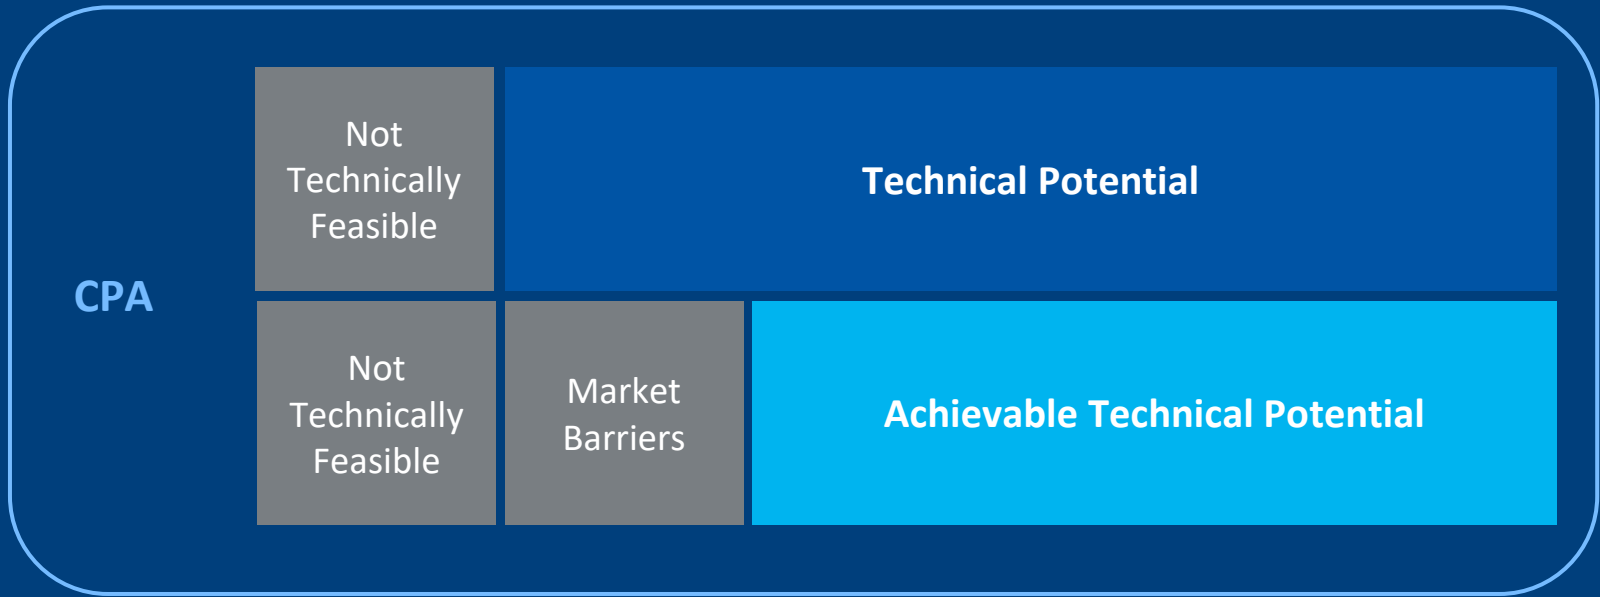 Not
Technically
Feasible
Technical Potential
CPA
Not
Technically
Feasible
Market
Barriers
Achievable Technical Potential